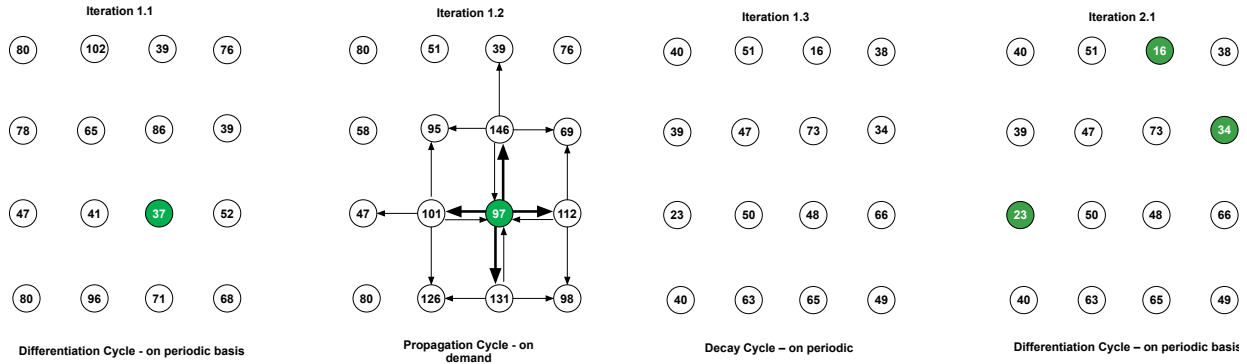 Iteration 1.1
80 102 39 76
78 65 86 39
47 41 37 52
80 96 71 68
Differentiation Cycle - on periodic basis
Iteration 1.2
80 51 39 76
58 95 146 69
47 101 97 112
80 126 131 98
Propagation Cycle - on
demand
Iteration 1.3
40 51 16 38
39 47 73 34
23 50 48 66
40 63 65 49
Decay Cycle – on periodic
Iteration 2.1
40 51 16 38
39 47 73 34
23 50 48 66
40 63 65 49
Differentiation Cycle – on periodic basis